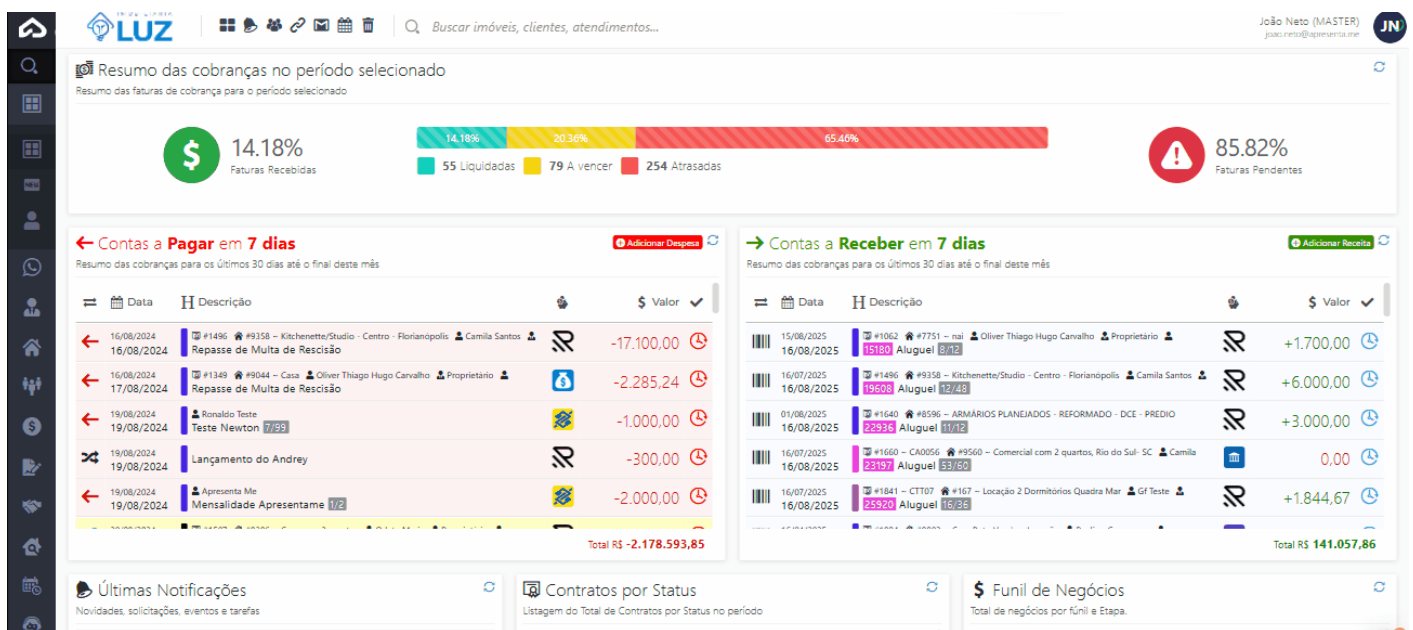 LUZ
Buscar imóveis, clientes, atendimentos...
João Neto (MASTER)
joao.neto@apresenta.me
JN
Resumo das cobranças no período selecionado
Resumo das faturas de cobrança para o período selecionado
14.18%
Faturas Recebidas
14.18% 20.36% 65.46%
55 Liquidadas 79 A vencer 254 Atrasadas
85.82%
Faturas Pendentes
← Contas a Pagar em 7 dias
Adicionar Despesa
Resumo das cobranças para os últimos 30 dias até o final deste mês
Data Descrição $ Valor
16/08/2024 #1496 #9358 ~ Kitchenette/Studio - Centro - Florianópolis Camila Santos
16/08/2024 Repasse de Multa de Rescisão -17.100,00
16/08/2024 #1349 #9044 ~ Casa Oliver Thiago Hugo Carvalho Proprietário
17/08/2024 Repasse de Multa de Rescisão -2.285,24
19/08/2024 Ronaldo Teste
19/08/2024 Teste Newton 7/99 -1.000,00
19/08/2024
19/08/2024 Lançamento do Andrey -300,00
19/08/2024 Apresenta Me
19/08/2024 Mensalidade Apresentame 1/2 -2.000,00
Total R$ -2.178.593,85
→ Contas a Receber em 7 dias
Adicionar Receita
Resumo das cobranças para os últimos 30 dias até o final deste mês
Data Descrição $ Valor
15/08/2025 #1062 #7751 ~ nai Oliver Thiago Hugo Carvalho Proprietário
16/08/2025 15180 Aluguel 8/12 +1.700,00
16/07/2025 #1496 #9358 ~ Kitchenette/Studio - Centro - Florianópolis Camila Santos
16/08/2025 19608 Aluguel 12/48 +6.000,00
01/08/2025 #1640 #8596 ~ ARMÁRIOS PLANEJADOS - REFORMADO - DCE - PREDIO
16/08/2025 22936 Aluguel 11/12 +3.000,00
16/07/2025 #1660 ~ CA0056 #9560 ~ Comercial com 2 quartos, Rio do Sul- SC Camila
16/08/2025 23197 Aluguel 53/60 0,00
16/07/2025 #1841 ~ CTT07 #167 ~ Locação 2 Dormitórios Quadra Mar Gf Teste
16/08/2025 25920 Aluguel 16/36 +1.844,67
Total R$ 141.057,86
Últimas Notificações
Novidades, solicitações, eventos e tarefas
Contratos por Status
Listagem do Total de Contratos por Status no período
$ Funil de Negócios
Total de negócios por fúnil e Etapa.